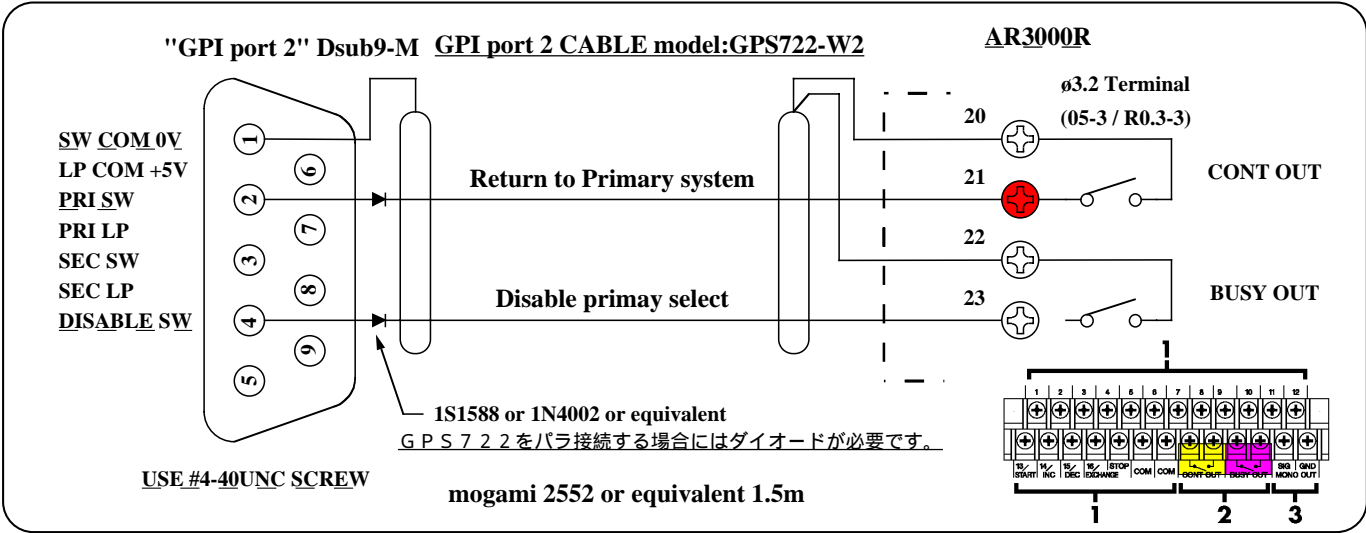 "GPI port 2" Dsub9-M GPI port 2 CABLE model:GPS722-W2 AR3000R
ø3.2 Terminal
(05-3 / R0.3-3)
SW COM 0V
LP COM +5V
PRI SW
PRI LP
SEC SW
SEC LP
DISABLE SW
1
2
3
4
5
6
7
8
9
Return to Primary system
Disable primay select
20
21
22
23
CONT OUT
BUSY OUT
1S1588 or 1N4002 or equivalent
GPS722をパラ接続する場合にはダイオードが必要です。
USE #4-40UNC SCREW
mogami 2552 or equivalent 1.5m
1
1 2 3 4 5 6 7 8 9 10 11 12
13/ 14/ 15/ 16/ STOP COM COM CONT OUT BUSY OUT SIG GND
START INC DEC EXCHANGE MONO OUT
1 2 3